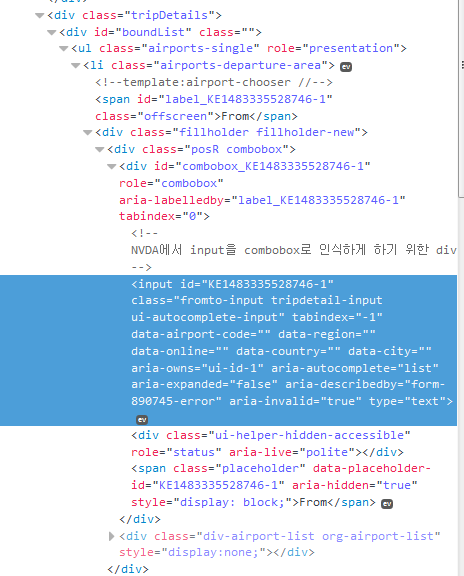 <div class="tripDetails">
<div id="boundList" class="">
<ul class="airports-single" role="presentation">
<li class="airports-departure-area"> ev
<!--template:airport-chooser //-->
<span id="label_KE1483335528746-1"
class="offscreen">From</span>
<div class="fillholder fillholder-new">
<div class="posR combobox">
<div id="combobox_KE1483335528746-1"
role="combobox"
aria-labelledby="label_KE1483335528746-1"
tabindex="0">
<!--
NVDA에서 input을 combobox로 인식하게 하기 위한 div
-->
<input id="KE1483335528746-1"
class="fromto-input tripdetail-input
ui-autocomplete-input" tabindex="-1"
data-airport-code="" data-region=""
data-online="" data-country="" data-city=""
aria-owns="ui-id-1" aria-autocomplete="list"
aria-expanded="false" aria-describedby="form-
890745-error" aria-invalid="true" type="text">
ev
<div class="ui-helper-hidden-accessible"
role="status" aria-live="polite"></div>
<span class="placeholder" data-placeholder-
id="KE1483335528746-1" aria-hidden="true"
style="display: block;">From</span> ev
</div>
<div class="div-airport-list org-airport-list"
style="display:none;"></div>
</div>